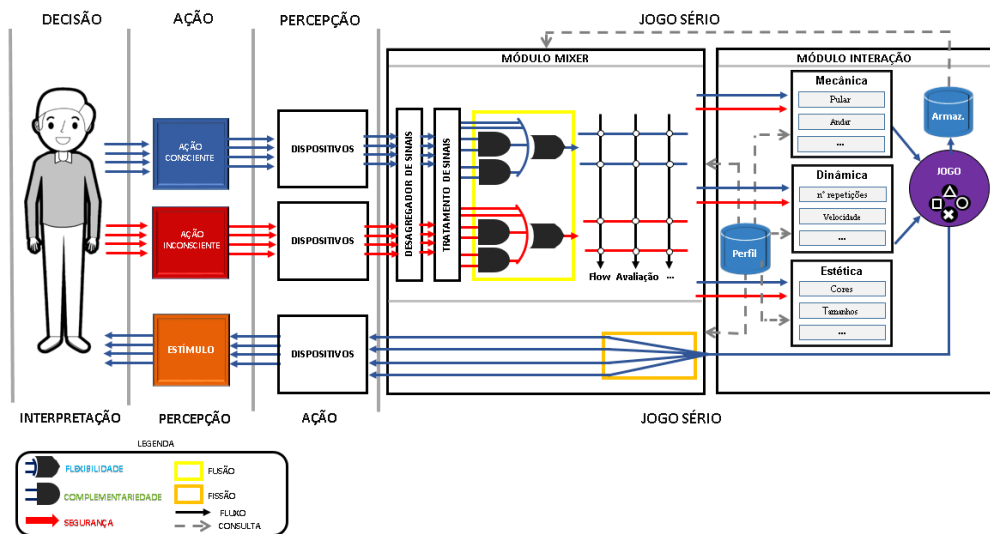 DECISÃO
AÇÃO
PERCEPÇÃO
JOGO SÉRIO
MÓDULO MIXER
MÓDULO INTERAÇÃO
AÇÃO
CONSCIENTE
DISPOSITIVOS
AÇÃO
INCONSCIENTE
DISPOSITIVOS
ESTÍMULO
DISPOSITIVOS
DESAGREGADOR DE SINAIS
TRATAMENTO DE SINAIS
Flow
Avaliação
...
Mecânica
Pular
Andar
...
Dinâmica
nº repetições
Velocidade
...
Estética
Cores
Tamanhos
...
Perfil
Armaz.
JOGO
INTERPRETAÇÃO
PERCEPÇÃO
AÇÃO
JOGO SÉRIO
LEGENDA
FLEXIBILIDADE
COMPLEMENTARIEDADE
SEGURANÇA
FUSÃO
FISSÃO
FLUXO
CONSULTA